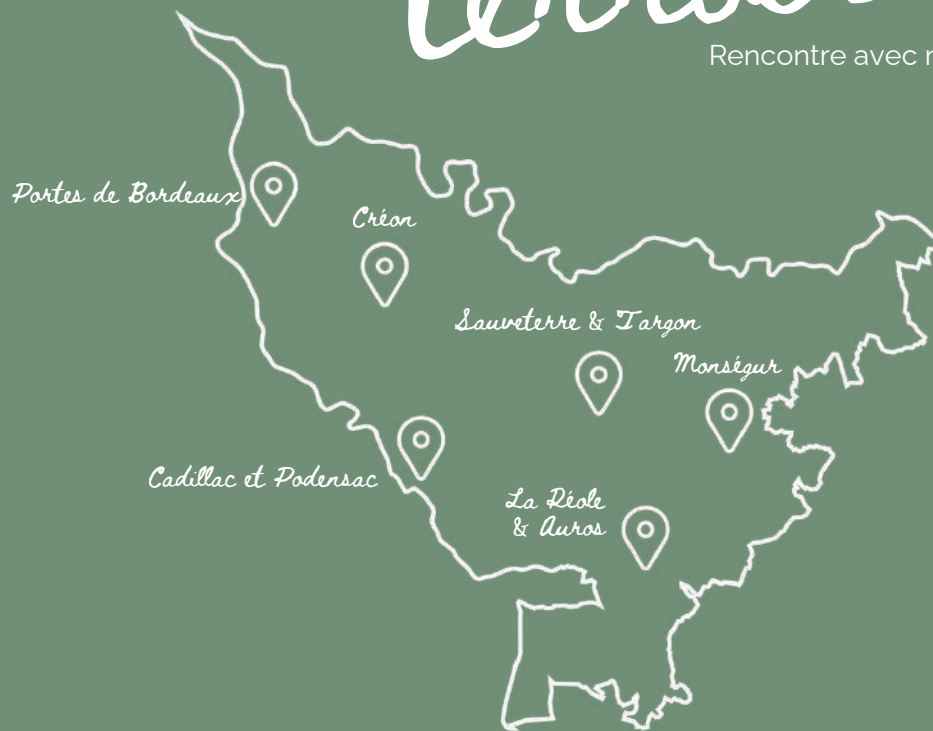 Rencontre avec
Portes de Bordeaux
Créon
Sauveterre & Targon
Monségur
Cadillac et Podensac
La Réole
& Auros